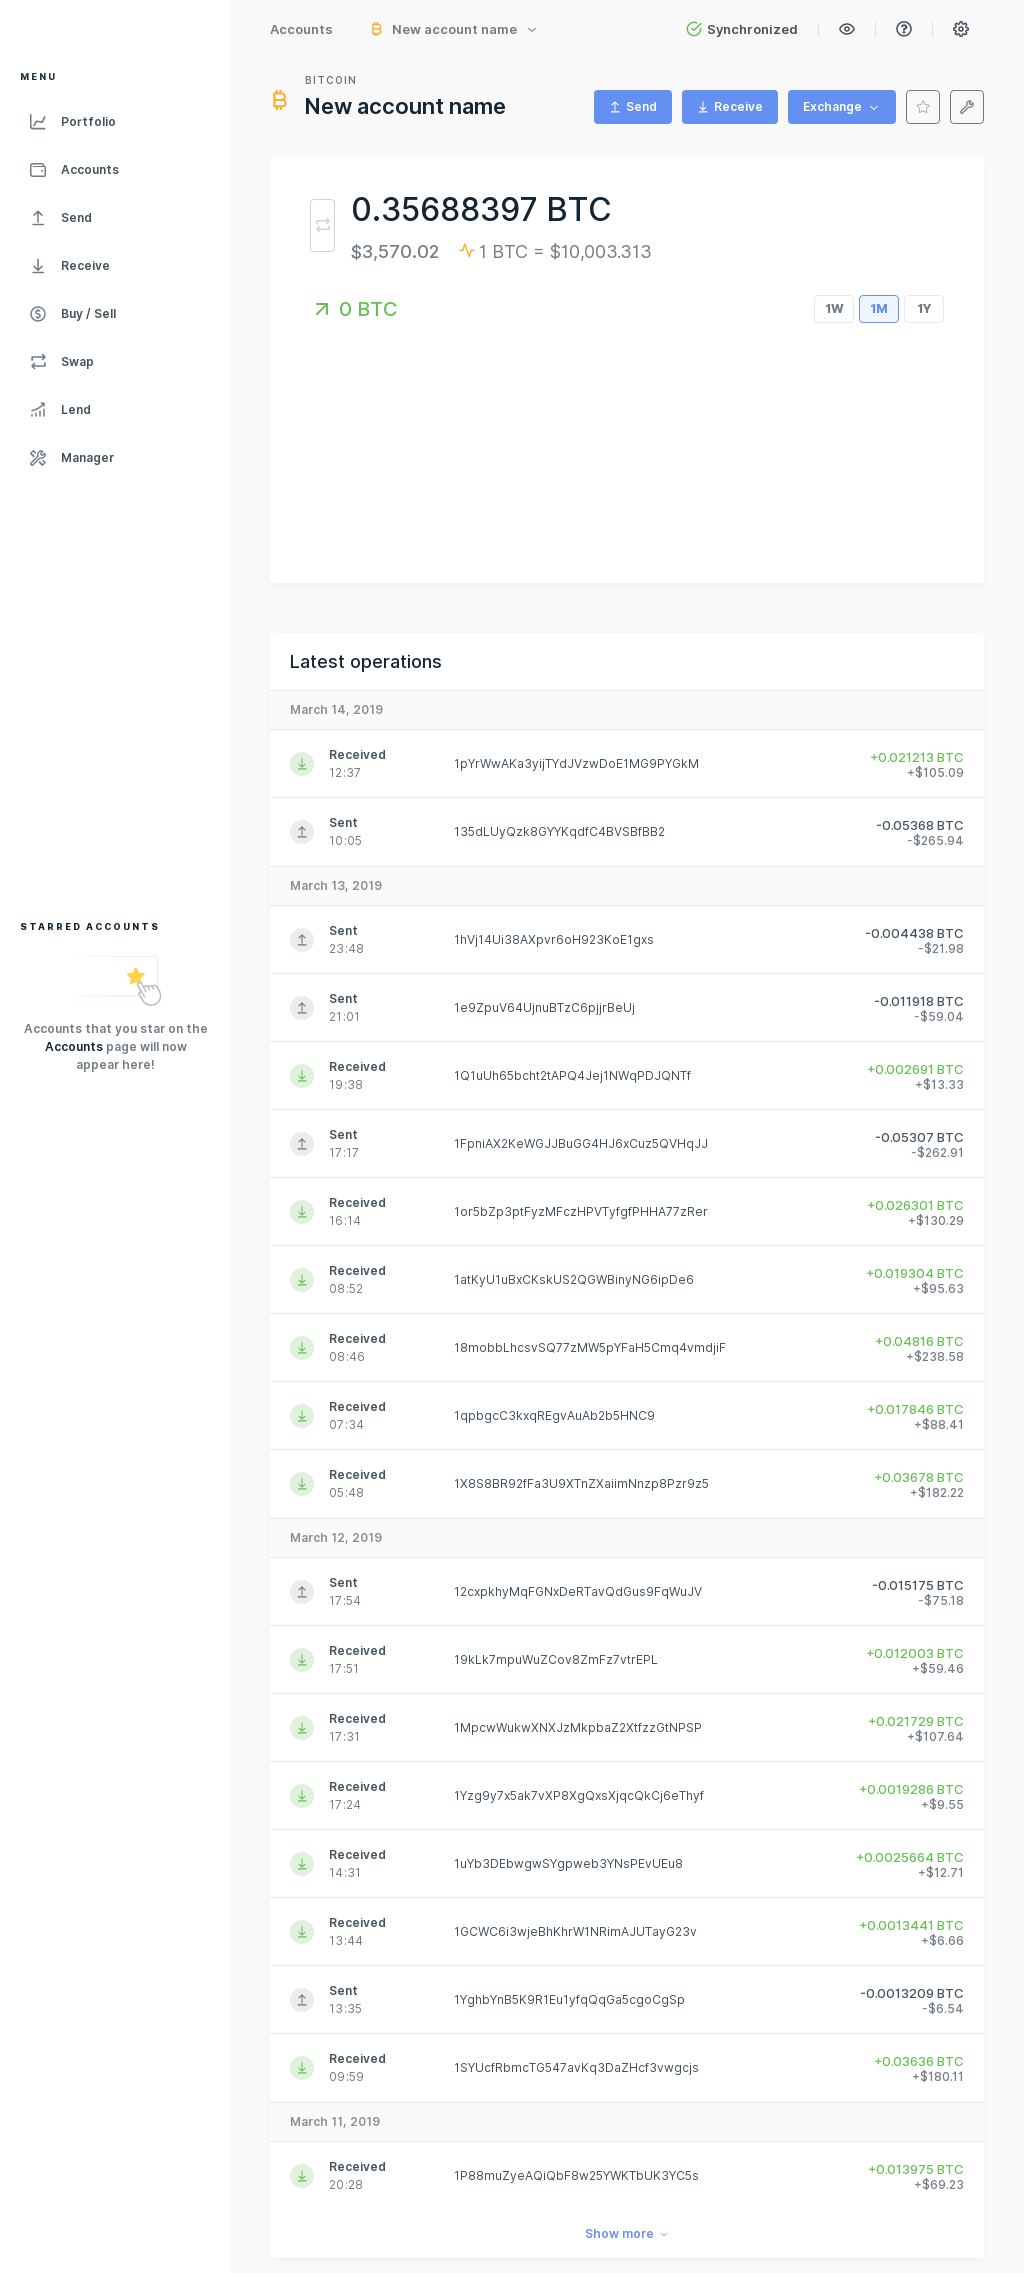 Accounts
New account name
Synchronized
MENU
Portfolio
Accounts
Send
Receive
Buy / Sell
Swap
Lend
Manager
STARRED ACCOUNTS
Accounts that you star on the
Accounts page will now
appear here!
BITCOIN
New account name
Send
Receive
Exchange
0.35688397 BTC
$3,570.02
1 BTC = $10,003.313
0 BTC
1W
1M
1Y
Latest operations
March 14, 2019
Received
12:37
1pYrWwAKa3yijTYdJVzwDoE1MG9PYGkM
+0.021213 BTC
+$105.09
Sent
10:05
135dLUyQzk8GYYKqdfC4BVSBfBB2
-0.05368 BTC
-$265.94
March 13, 2019
Sent
23:48
1hVj14Ui38AXpvr6oH923KoE1gxs
-0.004438 BTC
-$21.98
Sent
21:01
1e9ZpuV64UjnuBTzC6pjjrBeUj
-0.011918 BTC
-$59.04
Received
19:38
1Q1uUh65bcht2tAPQ4Jej1NWqPDJQNTf
+0.002691 BTC
+$13.33
Sent
17:17
1FpniAX2KeWGJJBuGG4HJ6xCuz5QVHqJJ
-0.05307 BTC
-$262.91
Received
16:14
1or5bZp3ptFyzMFczHPVTyfgfPHHA77zRer
+0.026301 BTC
+$130.29
Received
08:52
1atKyU1uBxCKskUS2QGWBinyNG6ipDe6
+0.019304 BTC
+$95.63
Received
08:46
18mobbLhcsvSQ77zMW5pYFaH5Cmq4vmdjiF
+0.04816 BTC
+$238.58
Received
07:34
1qpbgcC3kxqREgvAuAb2b5HNC9
+0.017846 BTC
+$88.41
Received
05:48
1X8S8BR92fFa3U9XTnZXaiimNnzp8Pzr9z5
+0.03678 BTC
+$182.22
March 12, 2019
Sent
17:54
12cxpkhyMqFGNxDeRTavQdGus9FqWuJV
-0.015175 BTC
-$75.18
Received
17:51
19kLk7mpuWuZCov8ZmFz7vtrEPL
+0.012003 BTC
+$59.46
Received
17:31
1MpcwWukwXNXJzMkpbaZ2XtfzzGtNPSP
+0.021729 BTC
+$107.64
Received
17:24
1Yzg9y7x5ak7vXP8XgQxsXjqcQkCj6eThyf
+0.0019286 BTC
+$9.55
Received
14:31
1uYb3DEbwgwSYgpweb3YNsPEvUEu8
+0.0025664 BTC
+$12.71
Received
13:44
1GCWC6i3wjeBhKhrW1NRimAJUTayG23v
+0.0013441 BTC
+$6.66
Sent
13:35
1YghbYnB5K9R1Eu1yfqQqGa5cgoCgSp
-0.0013209 BTC
-$6.54
Received
09:59
1SYUcfRbmcTG547avKq3DaZHcf3vwgcjs
+0.03636 BTC
+$180.11
March 11, 2019
Received
20:28
1P88muZyeAQiQbF8w25YWKTbUK3YC5s
+0.013975 BTC
+$69.23
Show more